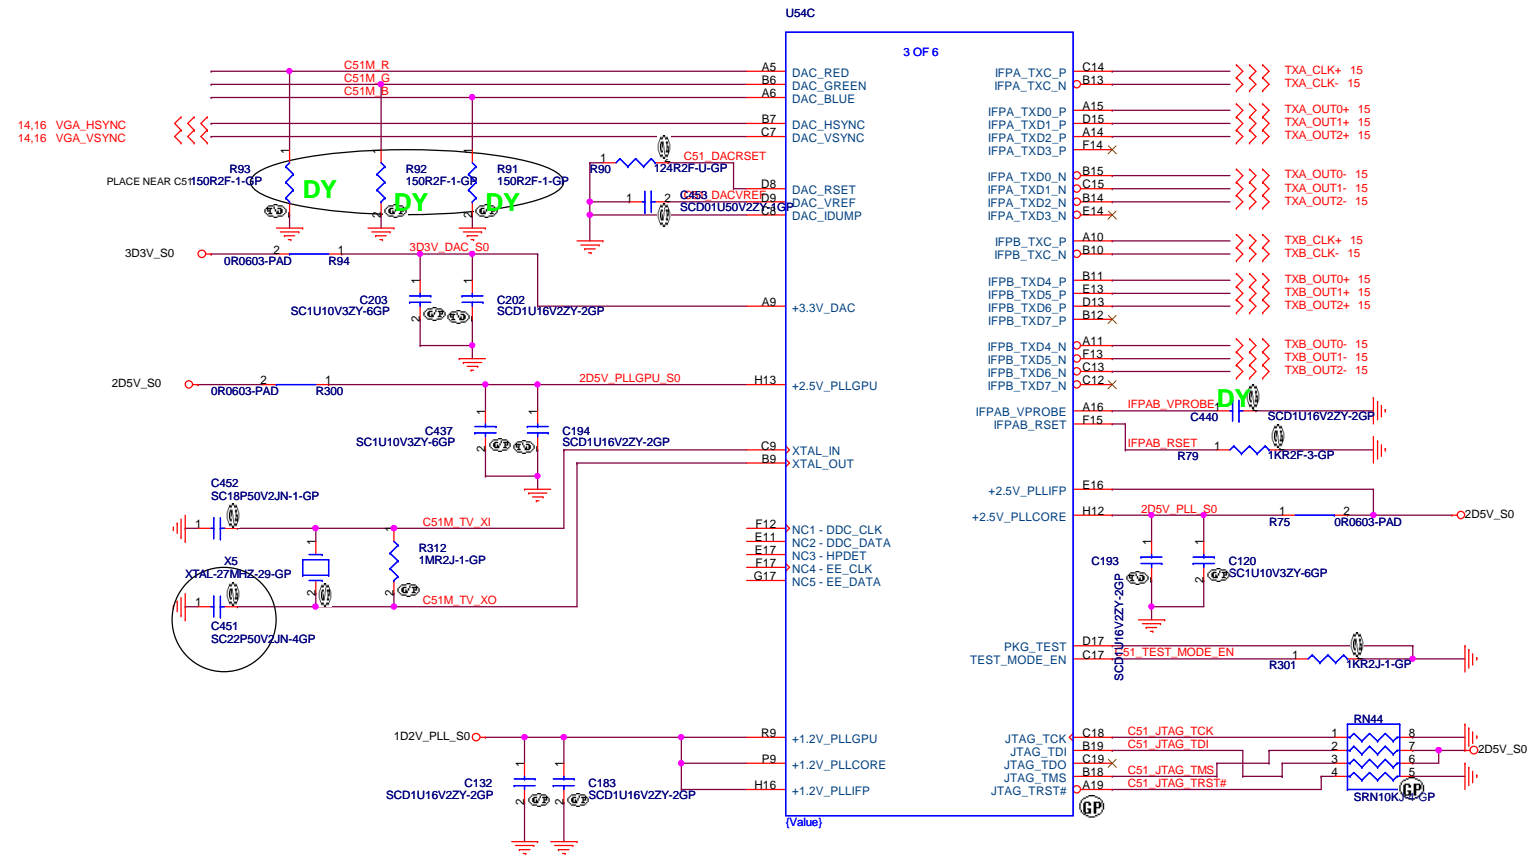 U54C
3 OF 6
C51M_R
C51M_G
C51M_B
A5 DAC_RED
B6 DAC_GREEN
A6 DAC_BLUE
B7 DAC_HSYNC
C7 DAC_VSYNC
14,16 VGA_HSYNC
14,16 VGA_VSYNC
PLACE NEAR C51
R93
150R2F-1-GP
DY
R92
150R2F-1-GP
DY
R91
150R2F-1-GP
DY
R90
124R2F-U-GP
C51_DACRSET
C453
SCD01U50V2ZY-1GP
C51_DACVREF
D8 DAC_RSET
D9 DAC_VREF
C8 DAC_IDUMP
3D3V_S0
0R0603-PAD
R94
3D3V_DAC_S0
C203
SC1U10V3ZY-6GP
C202
SCD1U16V2ZY-2GP
A9 +3.3V_DAC
2D5V_S0
0R0603-PAD
R300
2D5V_PLLGPU_S0
H13 +2.5V_PLLGPU
C437
SC1U10V3ZY-6GP
C194
SCD1U16V2ZY-2GP
C9 XTAL_IN
B9 XTAL_OUT
C452
SC18P50V2JN-1-GP
C51M_TV_XI
X5
XTAL-27MHZ-29-GP
R312
1MR2J-1-GP
C51M_TV_XO
C451
SC22P50V2JN-4GP
F12 NC1 - DDC_CLK
E11 NC2 - DDC_DATA
E17 NC3 - HPDET
F17 NC4 - EE_CLK
G17 NC5 - EE_DATA
1D2V_PLL_S0
C132
SCD1U16V2ZY-2GP
C183
SCD1U16V2ZY-2GP
R9 +1.2V_PLLGPU
P9 +1.2V_PLLCORE
H16 +1.2V_PLLIFP
{Value}
IFPA_TXC_P C14 TXA_CLK+ 15
IFPA_TXC_N B13 TXA_CLK- 15
IFPA_TXD0_P A15 TXA_OUT0+ 15
IFPA_TXD1_P D15 TXA_OUT1+ 15
IFPA_TXD2_P A14 TXA_OUT2+ 15
IFPA_TXD3_P F14
IFPA_TXD0_N B15 TXA_OUT0- 15
IFPA_TXD1_N C15 TXA_OUT1- 15
IFPA_TXD2_N B14 TXA_OUT2- 15
IFPA_TXD3_N E14
IFPB_TXC_P A10 TXB_CLK+ 15
IFPB_TXC_N B10 TXB_CLK- 15
IFPB_TXD4_P B11 TXB_OUT0+ 15
IFPB_TXD5_P E13 TXB_OUT1+ 15
IFPB_TXD6_P D13 TXB_OUT2+ 15
IFPB_TXD7_P B12
IFPB_TXD4_N A11 TXB_OUT0- 15
IFPB_TXD5_N F13 TXB_OUT1- 15
IFPB_TXD6_N C13 TXB_OUT2- 15
IFPB_TXD7_N C12
IFPAB_VPROBE A16 IFPAB_VPROBE
IFPAB_RSET F15
DY
C440
SCD1U16V2ZY-2GP
IFPAB_RSET
R79
1KR2F-3-GP
+2.5V_PLLIFP E16
+2.5V_PLLCORE H12
2D5V_PLL_S0
R75
0R0603-PAD
2D5V_S0
C193
SCD1U16V2ZY-2GP
C120
SC1U10V3ZY-6GP
PKG_TEST D17
TEST_MODE_EN C17 C51_TEST_MODE_EN
R301
1KR2J-1-GP
JTAG_TCK C18 C51_JTAG_TCK
JTAG_TDI B19 C51_JTAG_TDI
JTAG_TDO C19
JTAG_TMS B18 C51_JTAG_TMS
JTAG_TRST# A19 C51_JTAG_TRST#
RN44
1 8
2 7
3 6
4 5
2D5V_S0
SRN10KJ-4-GP
GP
GP